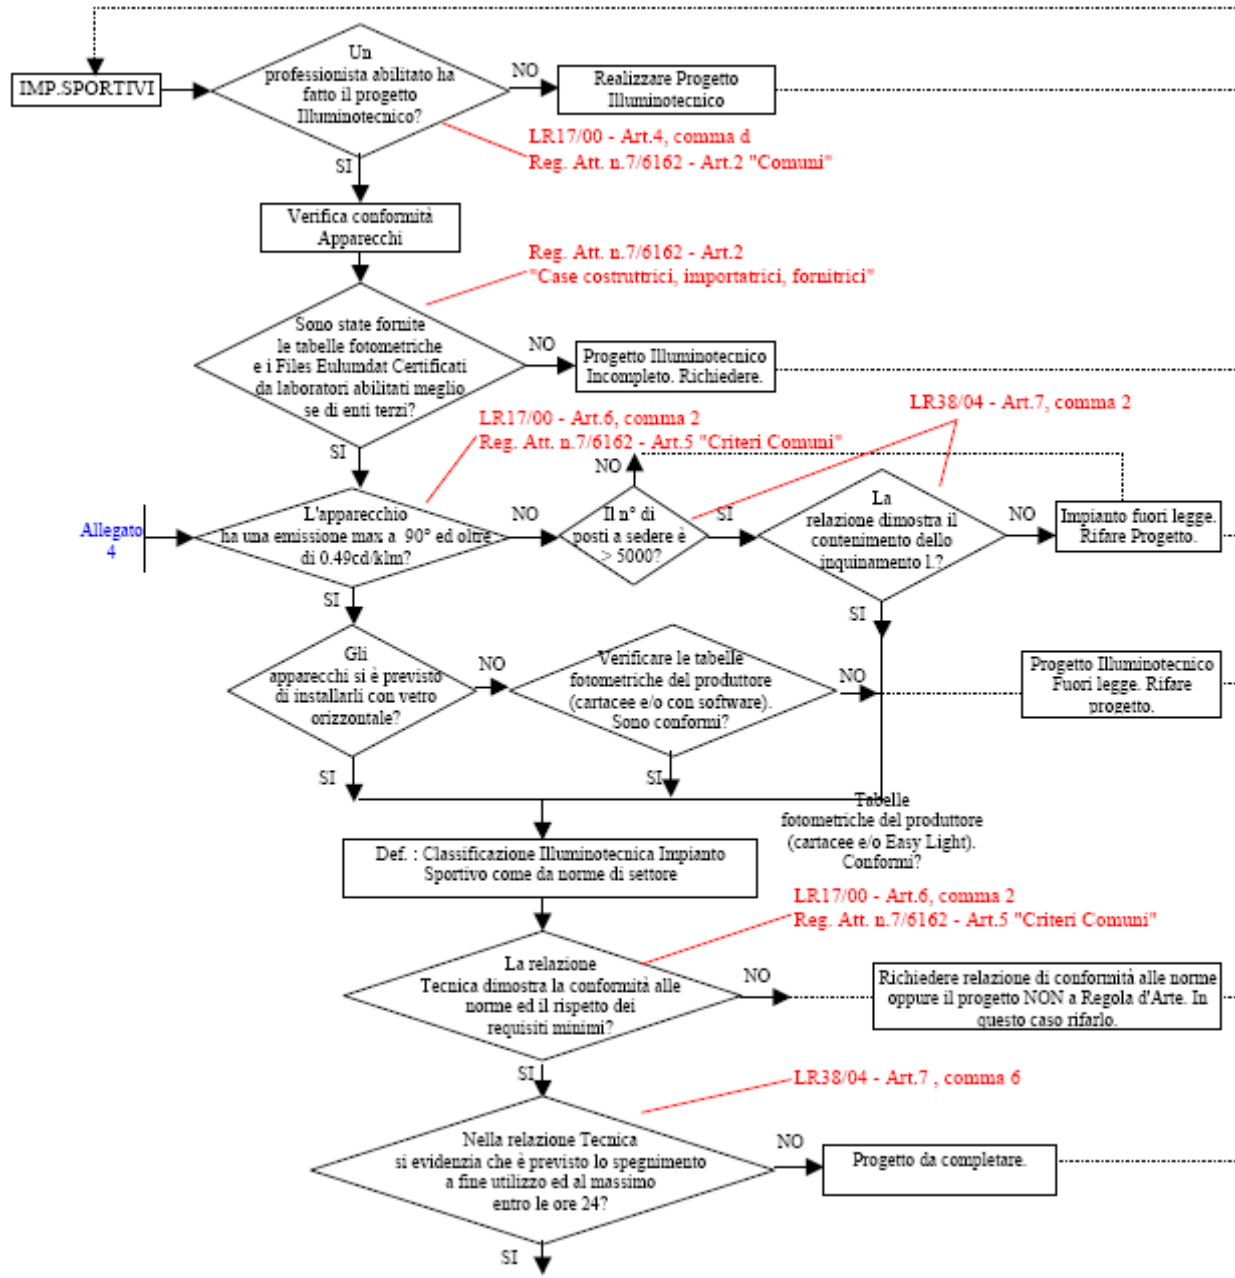 Un
professionista abilitato ha
fatto il progetto
Illuminotecnico?
IMP.SPORTIVI
NO
Realizzare Progetto
Illuminotecnico
LR17/00 - Art.4, comma d
Reg. Att. n.7/6162 - Art.2 "Comuni"
SI
Verifica conformità
Apparecchi
Reg. Att. n.7/6162 - Art.2
"Case costruttrici, importatrici, fornitrici"
Sono state fornite
le tabelle fotometriche
e i Files Eulumdat Certificati
da laboratori abilitati meglio
se di enti terzi?
NO
Progetto Illuminotecnico
Incompleto. Richiedere.
LR17/00 - Art.6, comma 2
Reg. Att. n.7/6162 - Art.5 "Criteri Comuni"
LR38/04 - Art.7, comma 2
SI
Allegato
4
L'apparecchio
ha una emissione max a 90° ed oltre
di 0.49cd/klm?
NO
NO
Il n° di
posti a sedere è
> 5000?
SI
La
relazione dimostra il
contenimento dello
inquinamento l.?
NO
Impianto fuori legge.
Rifare Progetto.
SI
SI
Gli
apparecchi si è previsto
di installarli con vetro
orizzontale?
NO
Verificare le tabelle
fotometriche del produttore
(cartacee e/o con software).
Sono conformi?
NO
Progetto Illuminotecnico
Fuori legge. Rifare
progetto.
SI
SI
Tabelle
fotometriche del produttore
(cartacee e/o Easy Light).
Conformi?
Def. : Classificazione Illuminotecnica Impianto
Sportivo come da norme di settore
LR17/00 - Art.6, comma 2
Reg. Att. n.7/6162 - Art.5 "Criteri Comuni"
La relazione
Tecnica dimostra la conformità alle
norme ed il rispetto dei
requisiti minimi?
NO
Richiedere relazione di conformità alle norme
oppure il progetto NON a Regola d'Arte. In
questo caso rifarlo.
SI
LR38/04 - Art.7 , comma 6
Nella relazione Tecnica
si evidenzia che è previsto lo spegnimento
a fine utilizzo ed al massimo
entro le ore 24?
NO
Progetto da completare.
SI